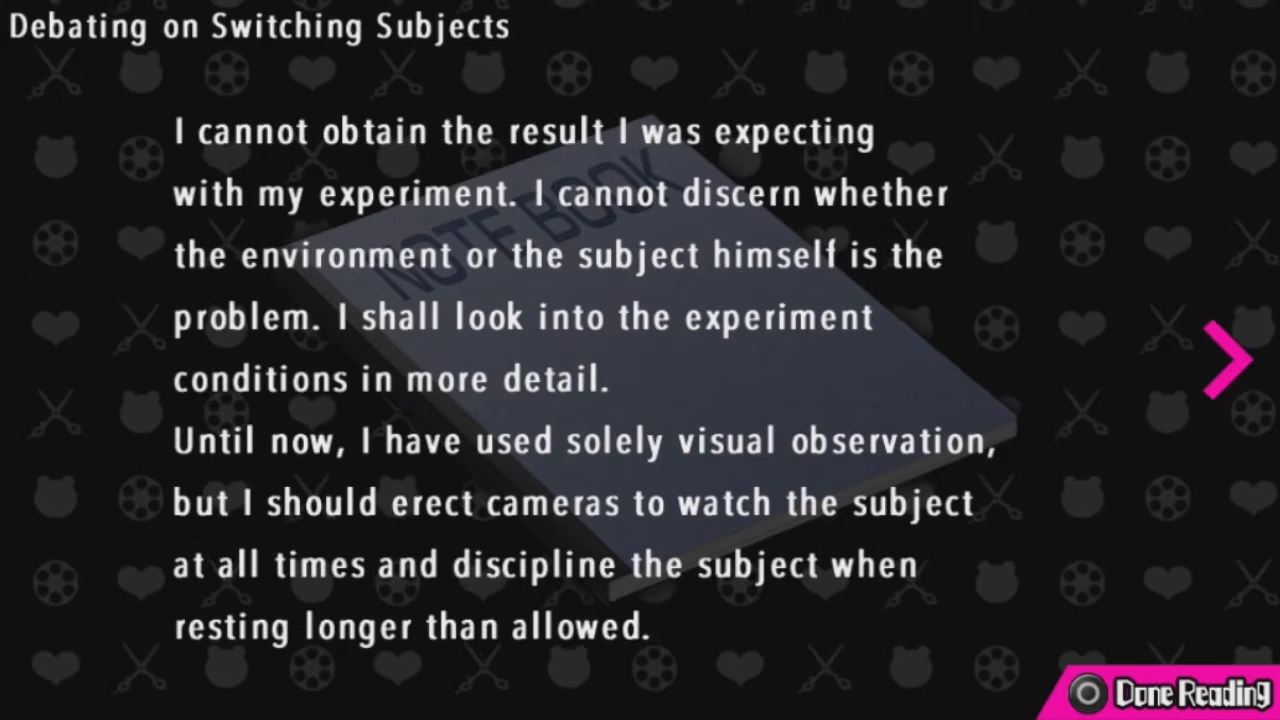 Debating on Switching Subjects
I cannot obtain the result I was expecting
with my experiment. I cannot discern whether
the environment or the subject himself is the
problem. I shall look into the experiment
conditions in more detail.
Until now, I have used solely visual observation,
but I should erect cameras to watch the subject
at all times and discipline the subject when
resting longer than allowed.
NOTE BOOK
Done Reading